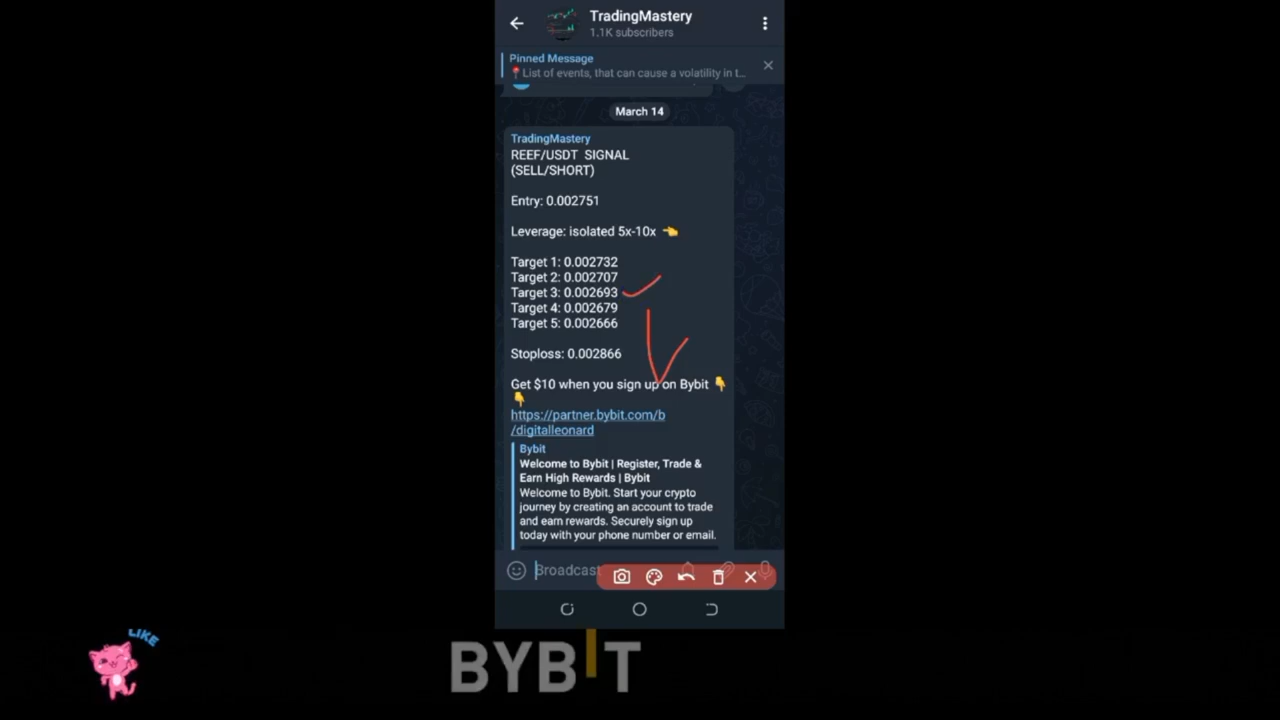 TradingMastery
1.1K subscribers
Pinned Message
📍List of events, that can cause a volatility in t...
March 14
TradingMastery
REEF/USDT SIGNAL
(SELL/SHORT)
Entry: 0.002751
Leverage: isolated 5x-10x 👈
Target 1: 0.002732
Target 2: 0.002707
Target 3: 0.002693
Target 4: 0.002679
Target 5: 0.002666
Stoploss: 0.002866
Get $10 when you sign up on Bybit 👇
👇
https://partner.bybit.com/b
/digitalleonard
Bybit
Welcome to Bybit | Register, Trade &
Earn High Rewards | Bybit
Welcome to Bybit. Start your crypto
journey by creating an account to trade
and earn rewards. Securely sign up
today with your phone number or email.
Broadcast
LIKE
BYBIT